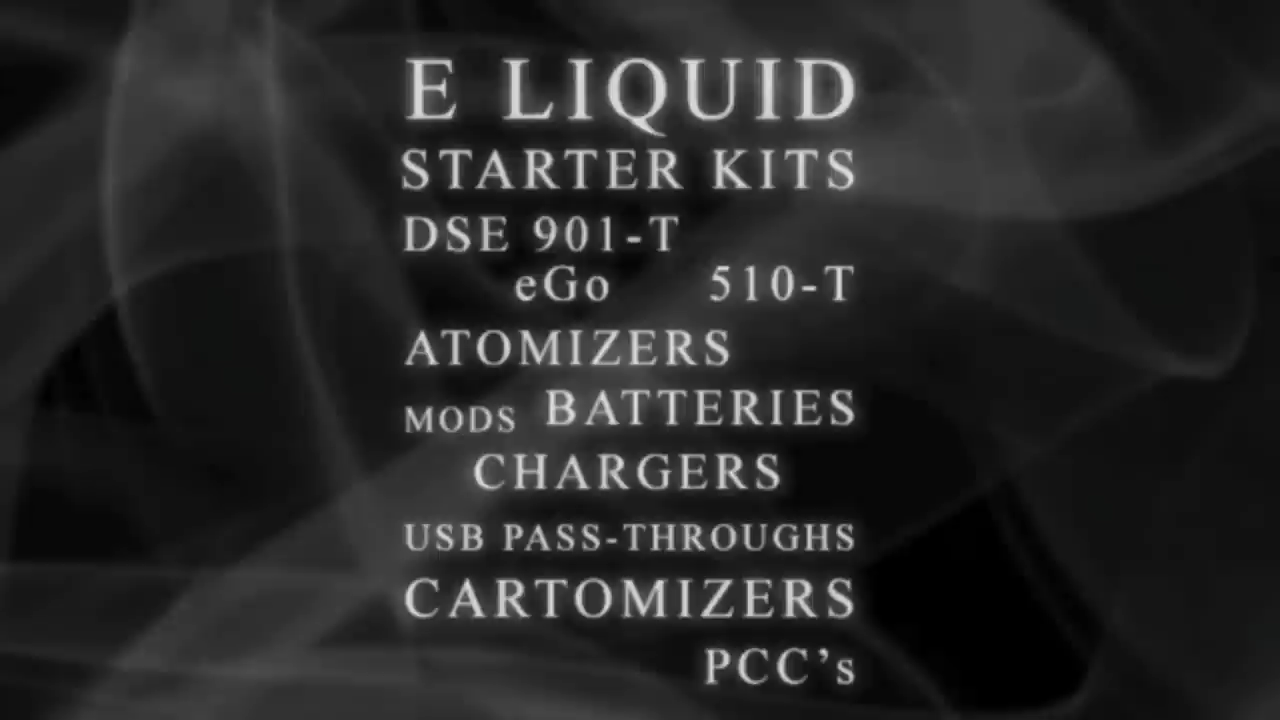 E LIQUID
STARTER KITS
DSE 901-T
eGo 510-T
ATOMIZERS
MODS BATTERIES
CHARGERS
USB PASS-THROUGHS
CARTOMIZERS
PCC’s